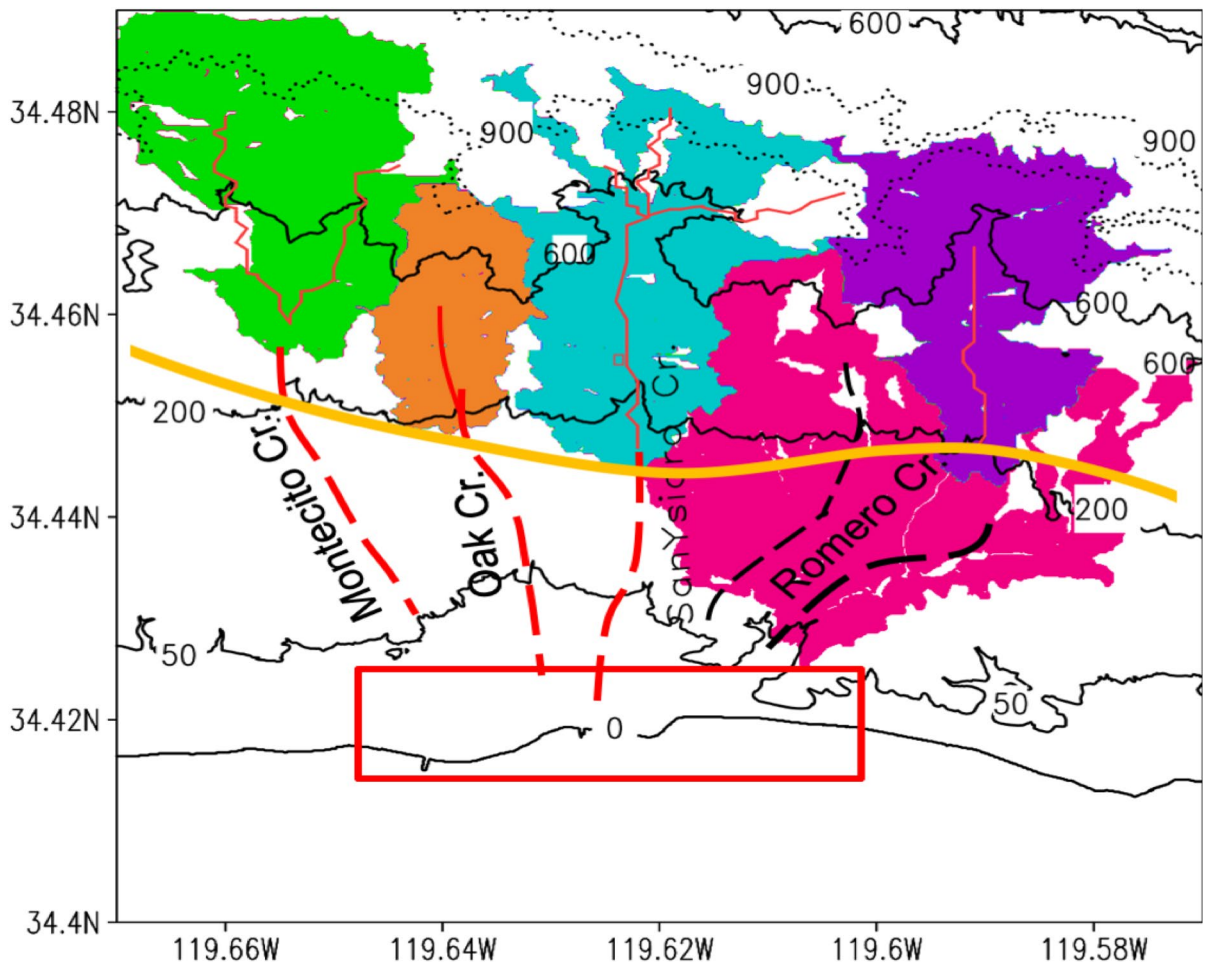 600
900
34.48N
900
900
600
600
34.46N
600
200
Montecito Cr.
Oak Cr.
San Ysidro Cr.
Romero Cr.
200
34.44N
50
50
34.42N
0
34.4N
119.66W
119.64W
119.62W
119.6W
119.58W